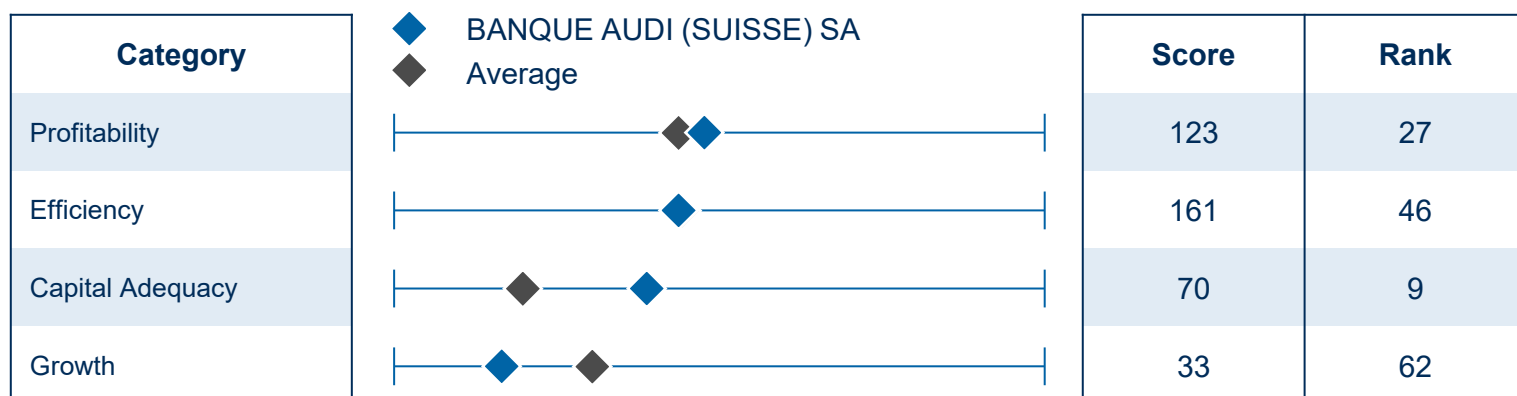 BANQUE AUDI (SUISSE) SA
Average
Category Score Rank
Profitability 123 27
Efficiency 161 46
Capital Adequacy 70 9
Growth 33 62